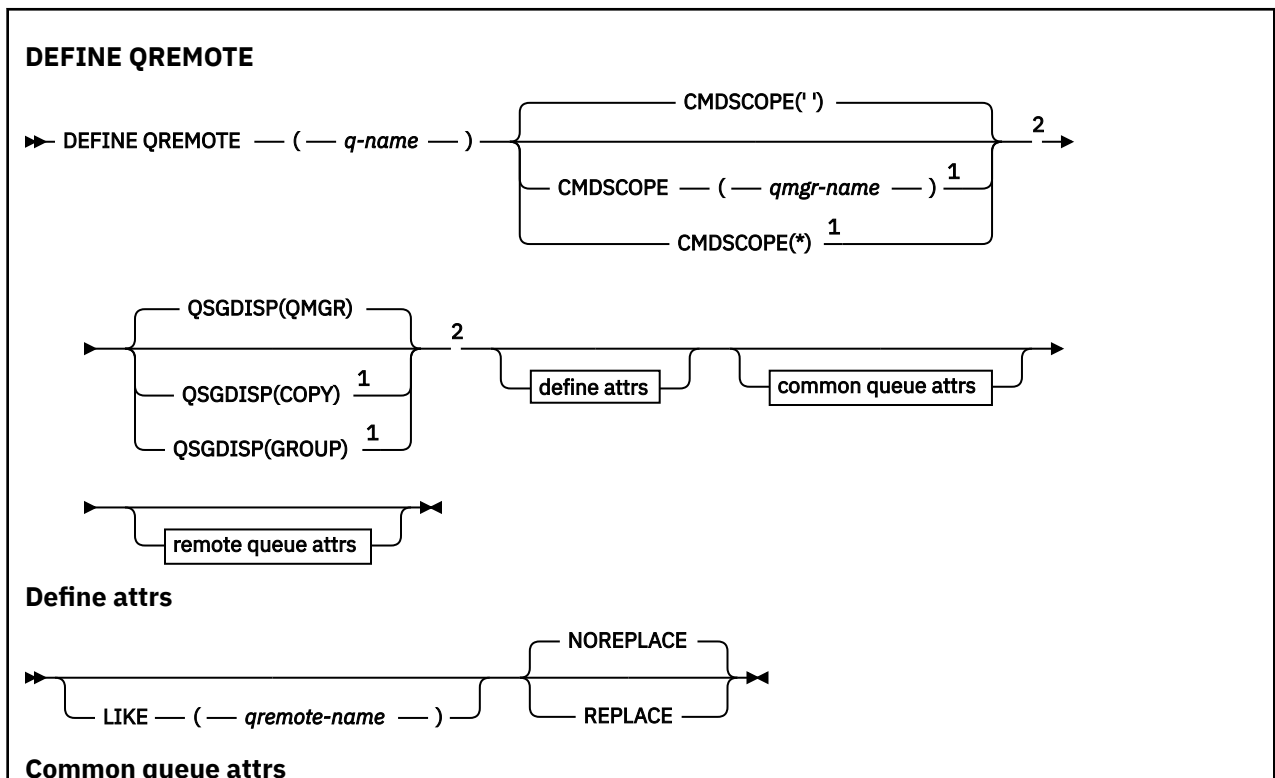 DEFINE QREMOTE
CMDSCOPE(' ')
DEFINE QREMOTE ( q-name ) 2
CMDSCOPE ( qmgr-name ) 1
CMDSCOPE(*) 1
QSGDISP(QMGR)
2
QSGDISP(COPY) 1
define attrs
common queue attrs
QSGDISP(GROUP) 1
remote queue attrs
Define attrs
NOREPLACE
LIKE ( qremote-name )
REPLACE
Common queue attrs